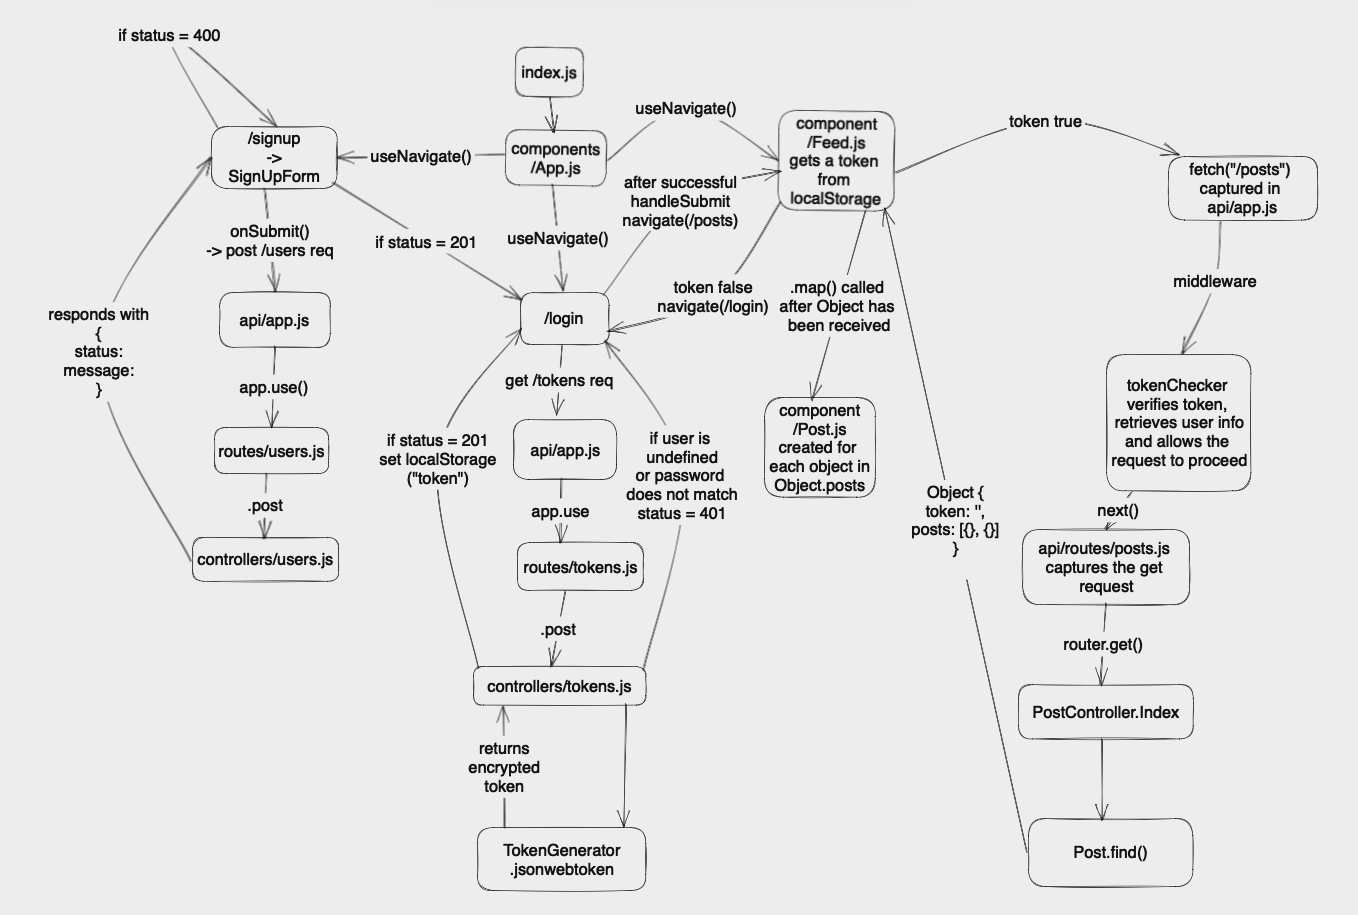 if status = 400
index.js
components
/App.js
useNavigate()
/signup
->
SignUpForm
onSubmit()
-> post /users req
api/app.js
app.use()
routes/users.js
.post
controllers/users.js
responds with
{
status:
message:
}
if status = 201
useNavigate()
/login
get /tokens req
api/app.js
app.use
routes/tokens.js
.post
controllers/tokens.js
returns
encrypted
token
TokenGenerator
.jsonwebtoken
if status = 201
set localStorage
("token")
if user is
undefined
or password
does not match
status = 401
useNavigate()
after successful
handleSubmit
navigate(/posts)
component
/Feed.js
gets a token
from
localStorage
token false
navigate(/login)
.map() called
after Object has
been received
component
/Post.js
created for
each object in
Object.posts
token true
fetch("/posts")
captured in
api/app.js
middleware
tokenChecker
verifies token,
retrieves user info
and allows the
request to proceed
next()
api/routes/posts.js
captures the get
request
router.get()
PostController.Index
Post.find()
Object {
token: '',
posts: [{}, {}]
}